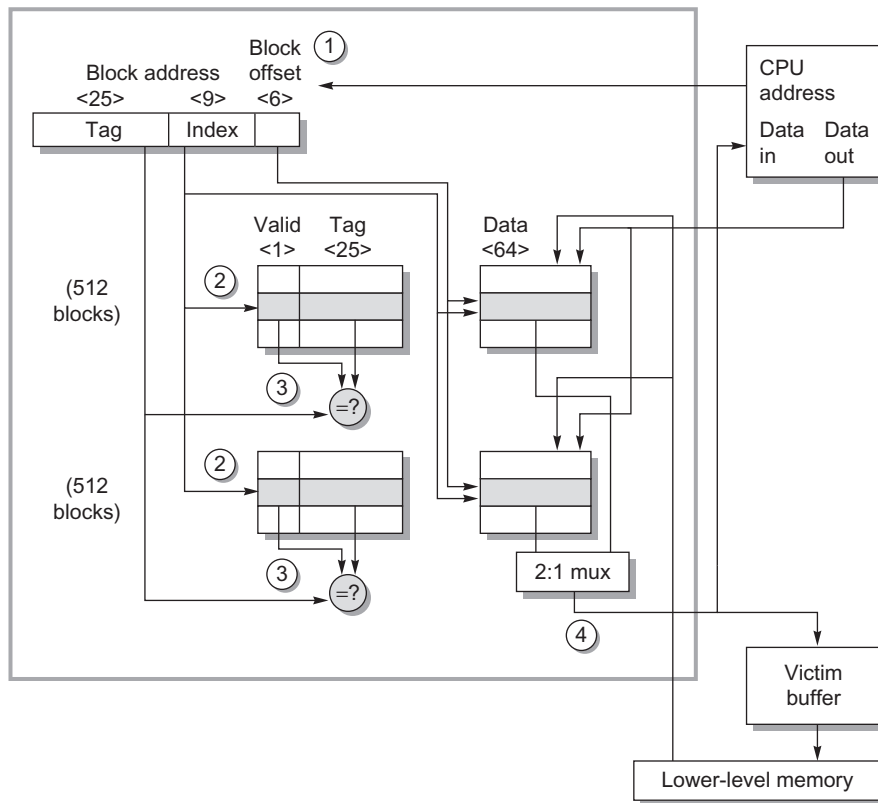 Block
offset
<6>
1
Block address
<25>
<9>
Tag
Index
CPU
address
Data
in
Data
out
Valid
<1>
Tag
<25>
Data
<64>
(512
blocks)
2
3
=?
(512
blocks)
2
3
=?
2:1 mux
4
Victim
buffer
Lower-level memory